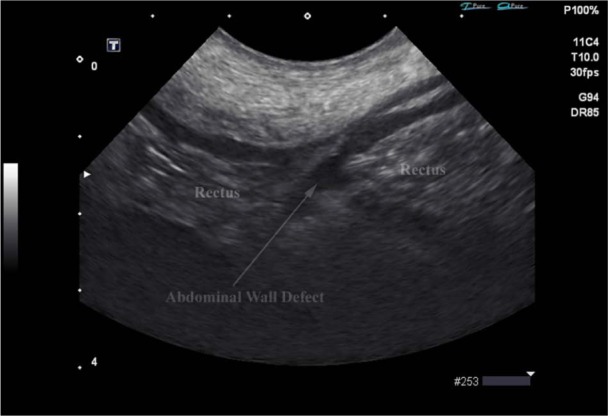 P100%
11C4
T10.0
30fps
G94
DR85
T
0
Rectus
Rectus
Abdominal Wall Defect
4
#253